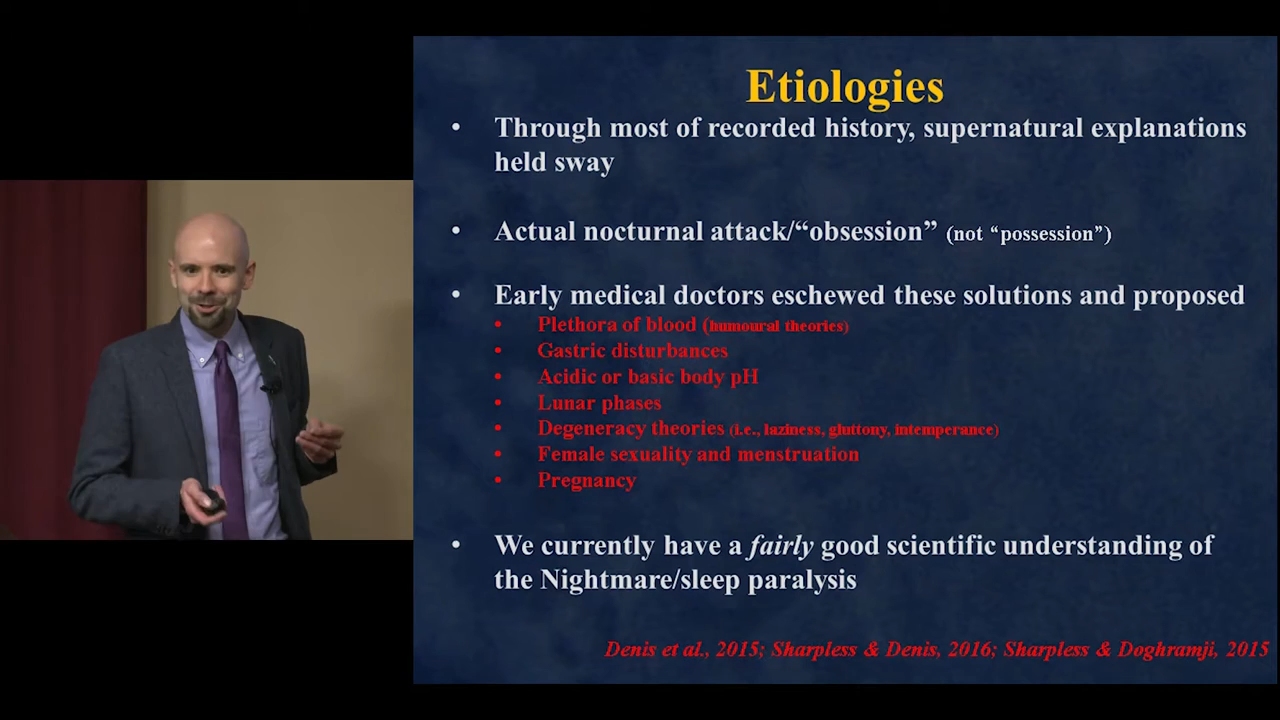 Etiologies
• Through most of recorded history, supernatural explanations
held sway
• Actual nocturnal attack/“obsession” (not “possession”)
• Early medical doctors eschewed these solutions and proposed
• Plethora of blood (humoural theories)
• Gastric disturbances
• Acidic or basic body pH
• Lunar phases
• Degeneracy theories (i.e., laziness, gluttony, intemperance)
• Female sexuality and menstruation
• Pregnancy
• We currently have a fairly good scientific understanding of
the Nightmare/sleep paralysis
Denis et al., 2015; Sharpless & Denis, 2016; Sharpless & Doghramji, 2015